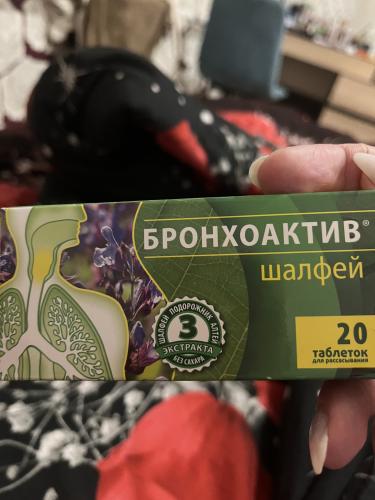 БРОНХОАКТИВ®
шалфей
ШАЛФЕЙ ПОДОРОЖНИК АЛТЕЙ
3
ЭКСТРАКТА
БЕЗ САХАРА
20
таблеток
для рассасывания